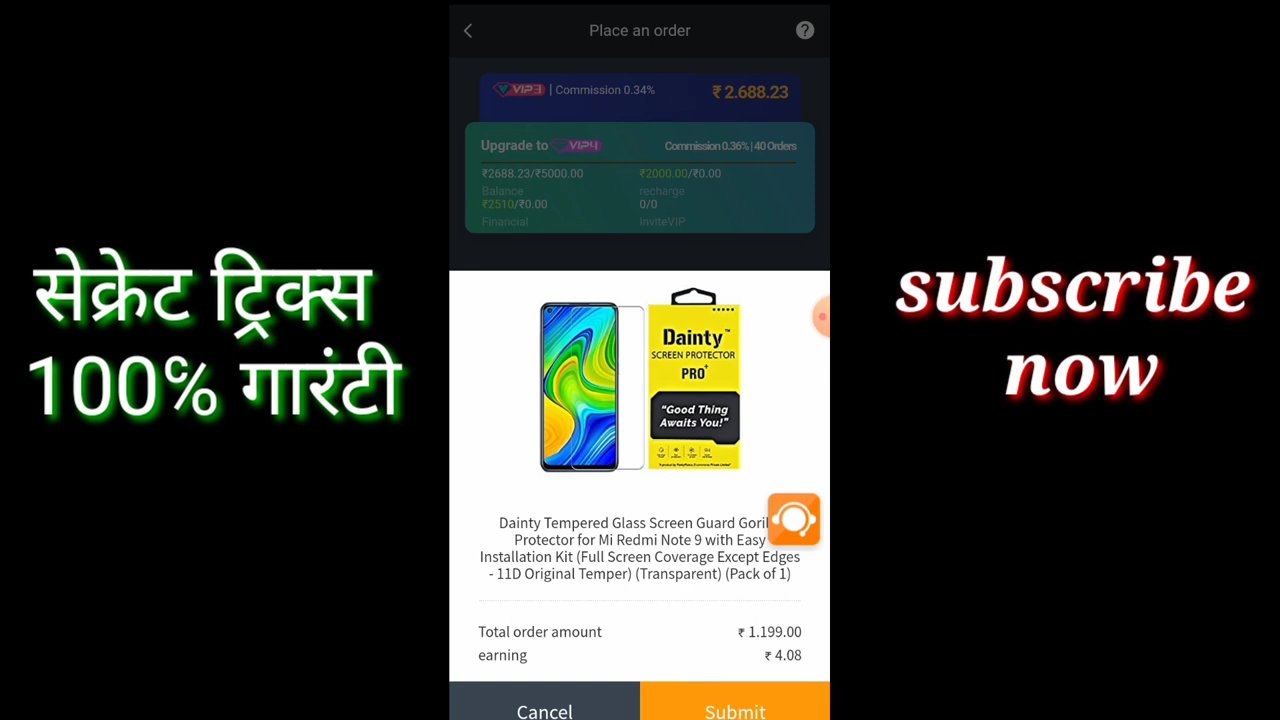 Place an order
?
VIP3 | Commission 0.34%
₹ 2.688.23
Upgrade to VIP4
Commission 0.36% | 40 Orders
₹2688.23/₹5000.00
₹2000.00/₹0.00
Balance
recharge
₹2510/₹0.00
0/0
Financial
InviteVIP
सेक्रेट ट्रिक्स
100% गारंटी
subscribe
now
Dainty™
SCREEN PROTECTOR
PRO+
"Good Thing
Awaits You!"
Dainty Tempered Glass Screen Guard Goril
Protector for Mi Redmi Note 9 with Easy
Installation Kit (Full Screen Coverage Except Edges
- 11D Original Temper) (Transparent) (Pack of 1)
Total order amount
₹ 1.199.00
earning
₹ 4.08
Cancel
Submit